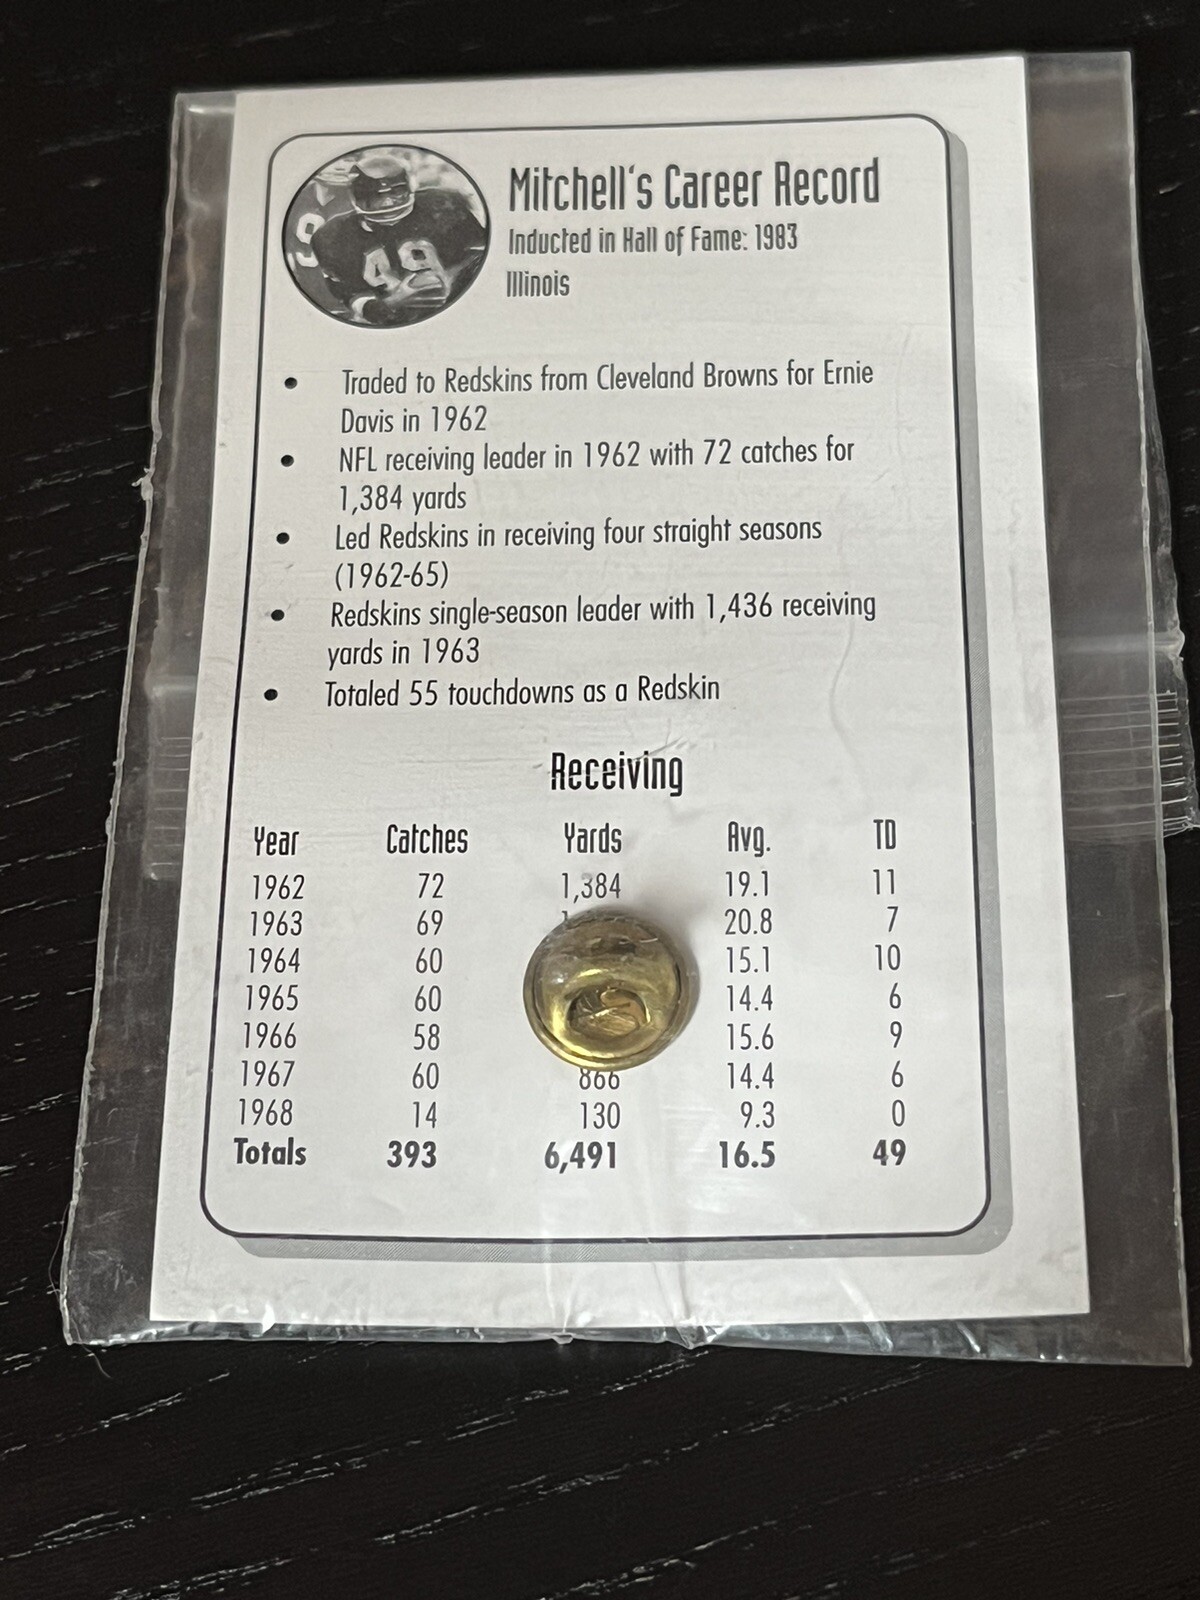 49
Mitchell's Career Record
Inducted in Hall of Fame: 1983
Illinois
• Traded to Redskins from Cleveland Browns for Ernie
Davis in 1962
• NFL receiving leader in 1962 with 72 catches for
1,384 yards
• Led Redskins in receiving four straight seasons
(1962-65)
• Redskins single-season leader with 1,436 receiving
yards in 1963
• Totaled 55 touchdowns as a Redskin
Receiving
Year Catches Yards Avg. TD
1962 72 1,384 19.1 11
1963 69 20.8 7
1964 60 15.1 10
1965 60 14.4 6
1966 58 15.6 9
1967 60 866 14.4 6
1968 14 130 9.3 0
Totals 393 6,491 16.5 49